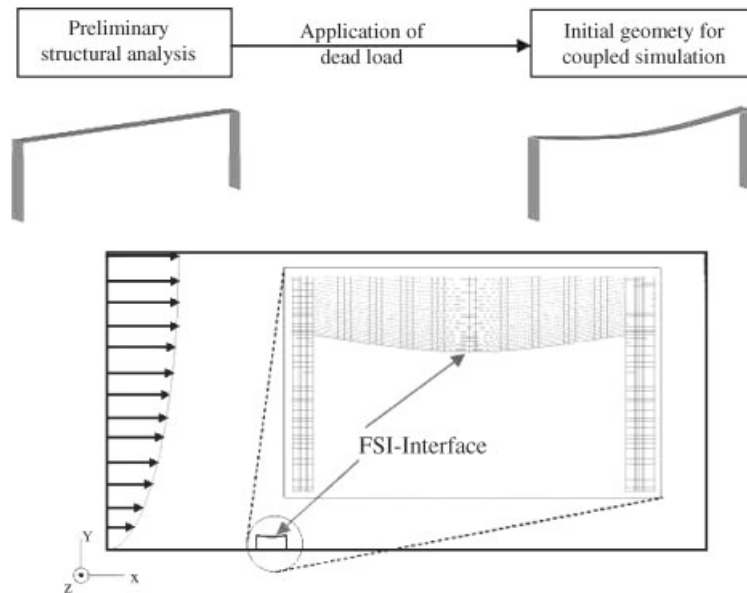 Preliminary
structural analysis
Application of
dead load
Initial geomety for
coupled simulation
FSI-Interface
Y
Z
x